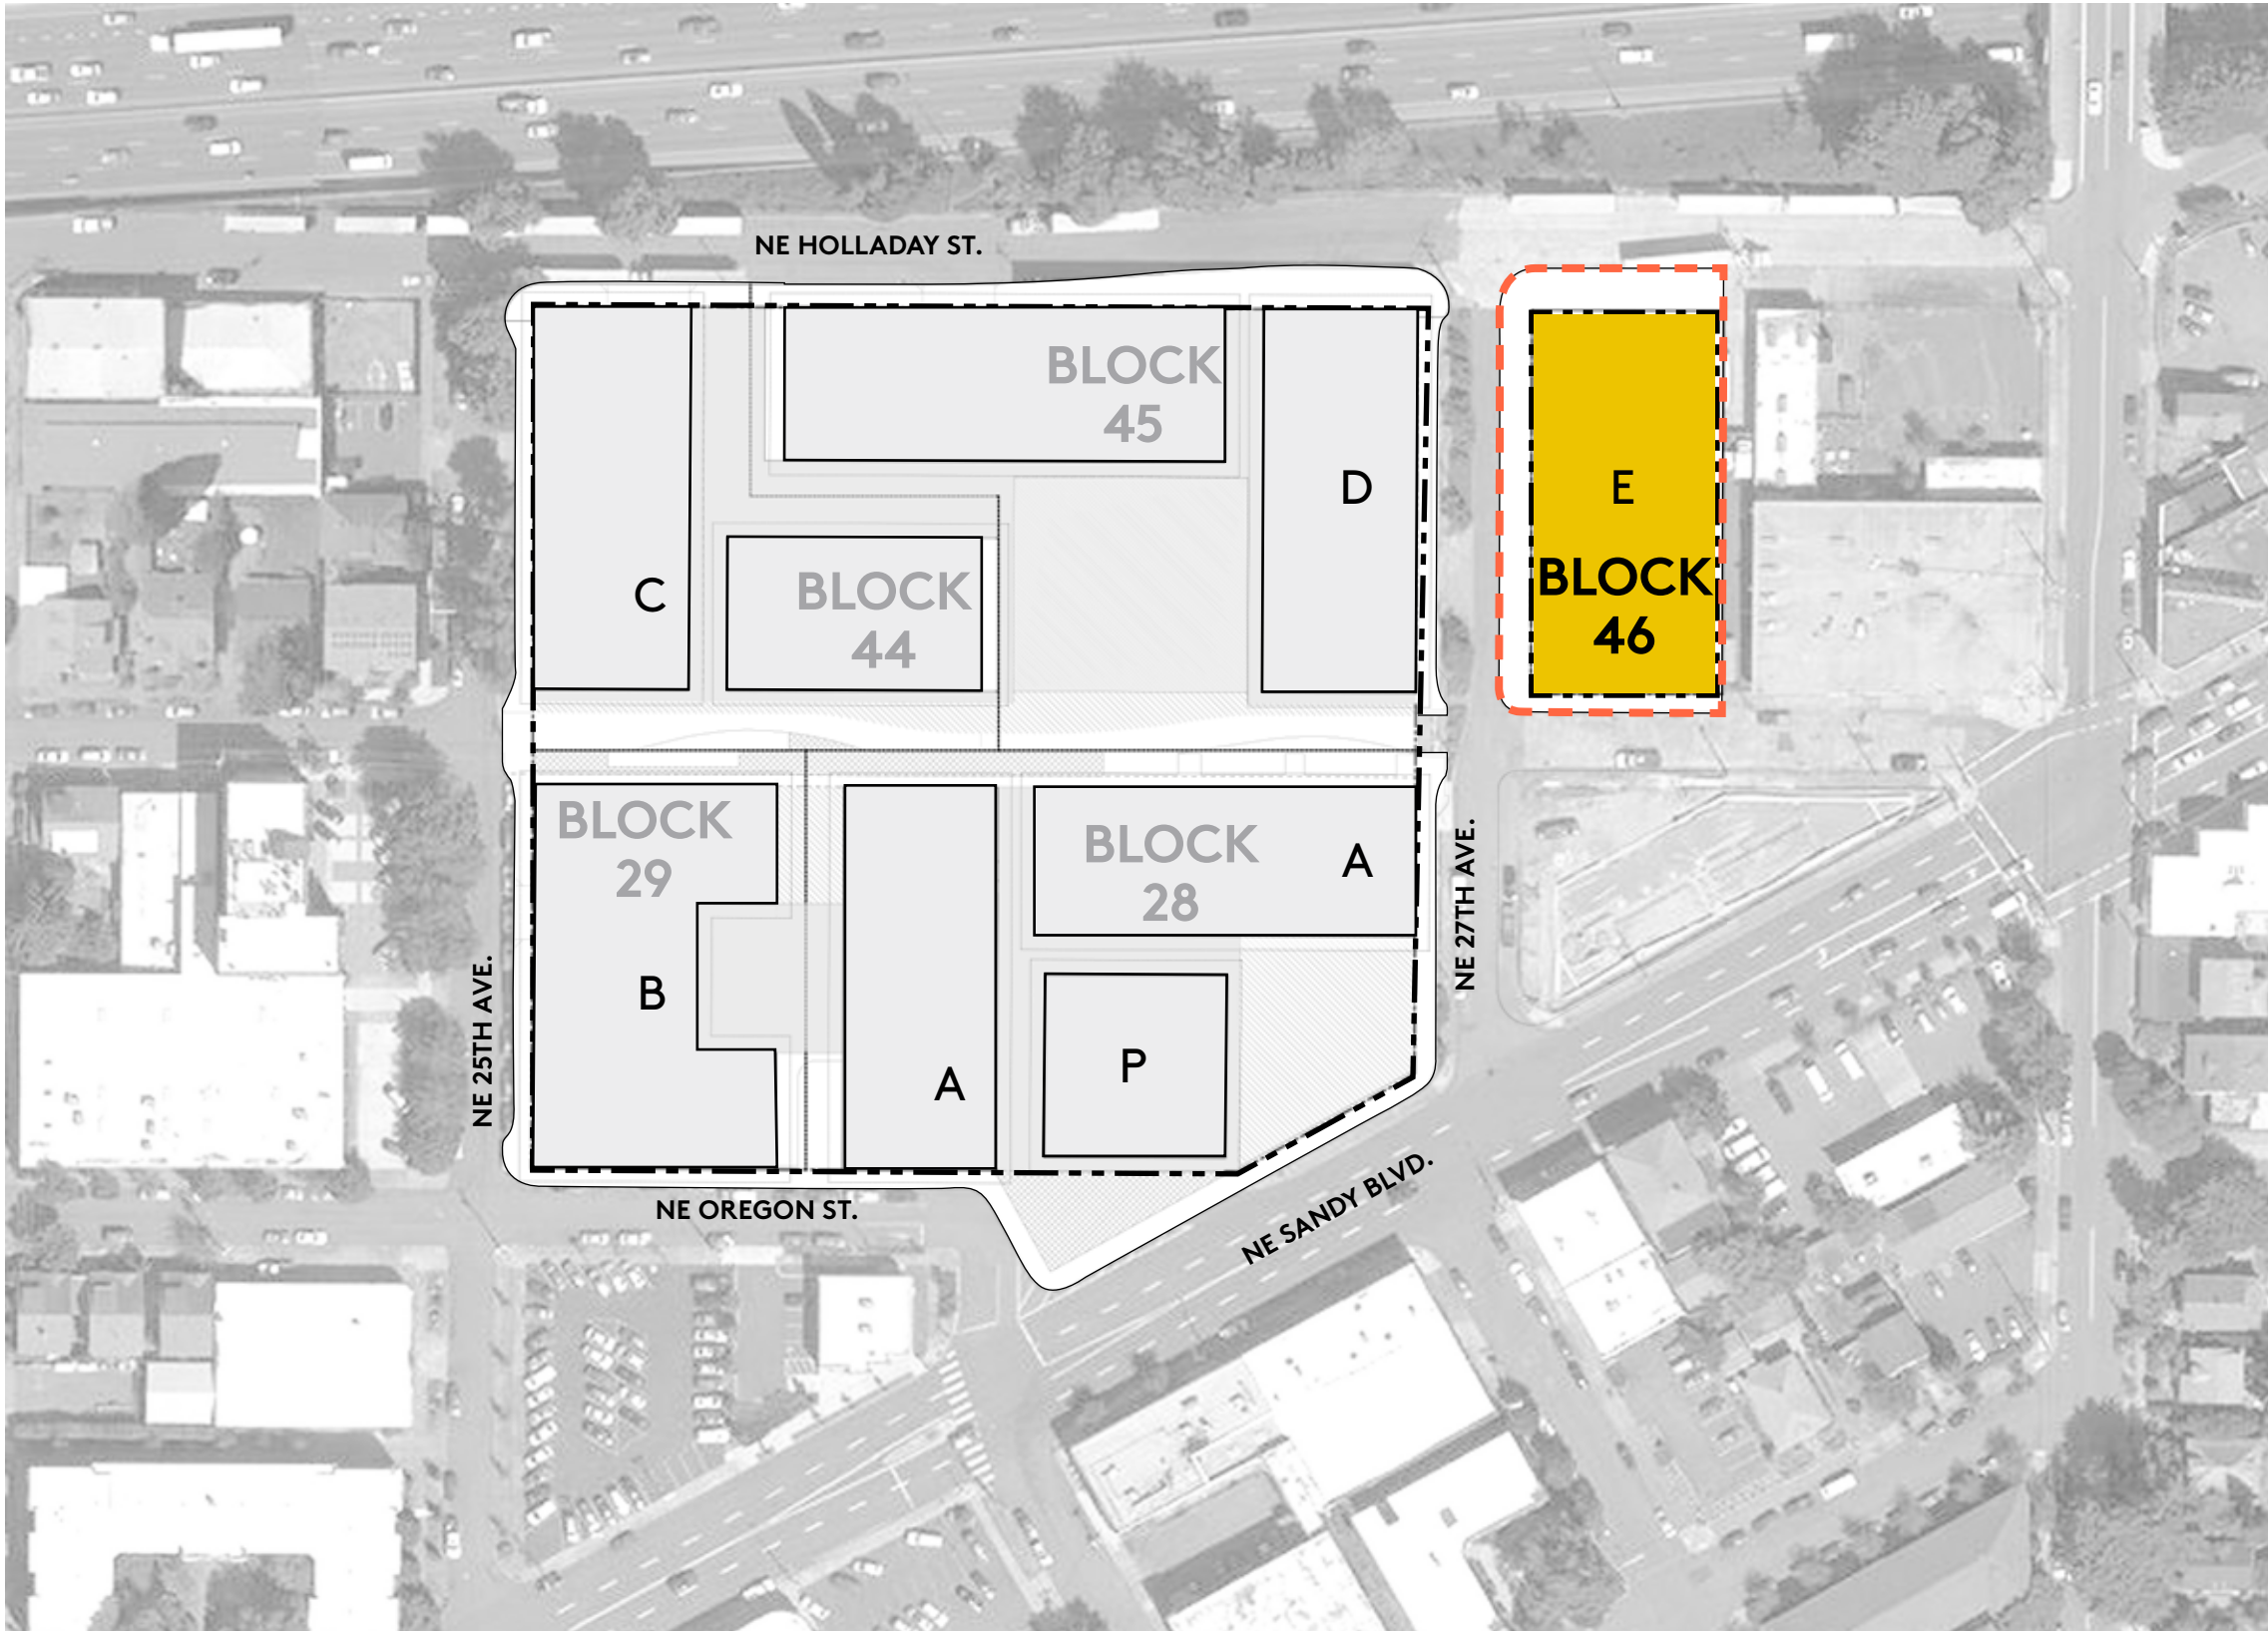 NE HOLLADAY ST.
BLOCK
45
D
E
BLOCK
46
C
BLOCK
44
BLOCK
29
BLOCK
28
A
B
A
P
NE 25TH AVE.
NE 27TH AVE.
NE OREGON ST.
NE SANDY BLVD.